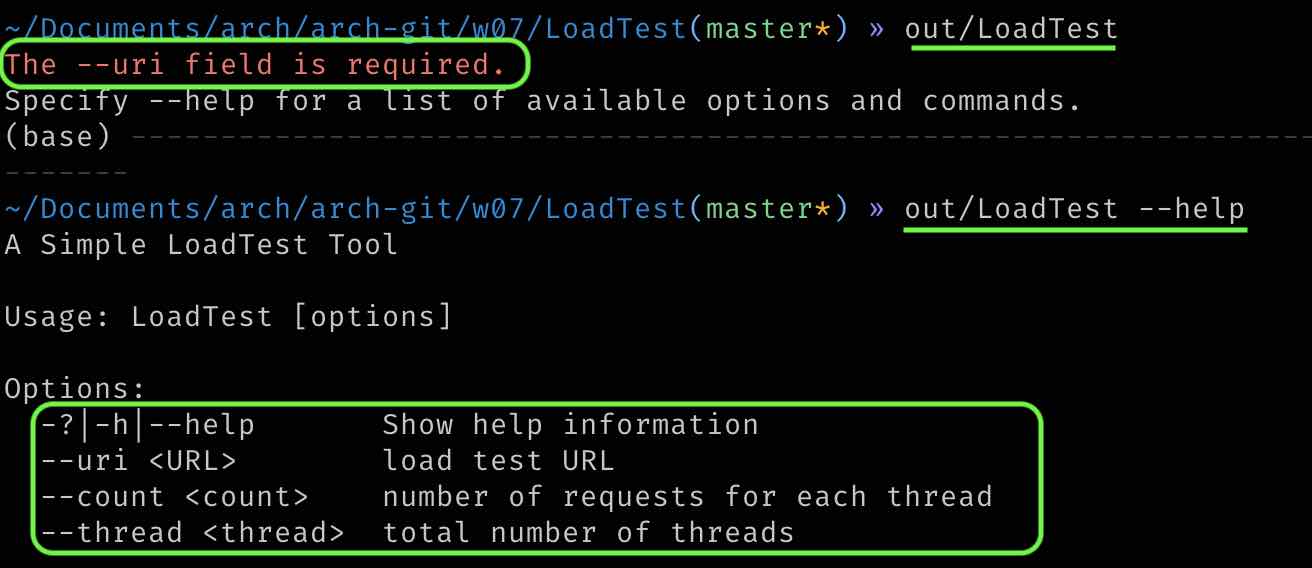 ~/Documents/arch/arch-git/w07/LoadTest(master*) » out/LoadTest
The --uri field is required.
Specify --help for a list of available options and commands.
(base) ------------------------------------------------------------------
-------
~/Documents/arch/arch-git/w07/LoadTest(master*) » out/LoadTest --help
A Simple LoadTest Tool
Usage: LoadTest [options]
Options:
-?|-h|--help       Show help information
--uri <URL>        load test URL
--count <count>    number of requests for each thread
--thread <thread>  total number of threads